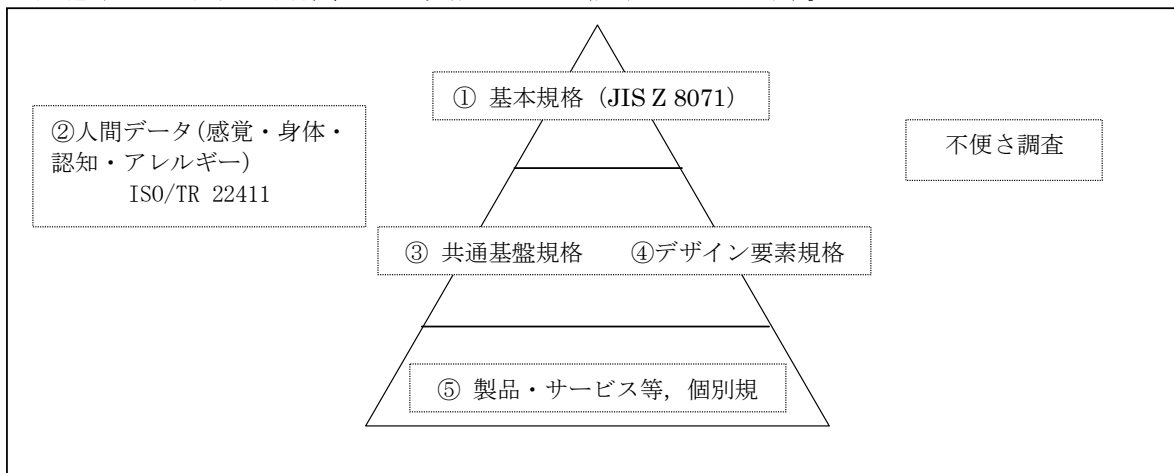 ① 基本規格（JIS Z 8071）
②人間データ(感覚・身体・
認知・アレルギー)
ISO/TR 22411
不便さ調査
③ 共通基盤規格 ④デザイン要素規格
⑤ 製品・サービス等，個別規